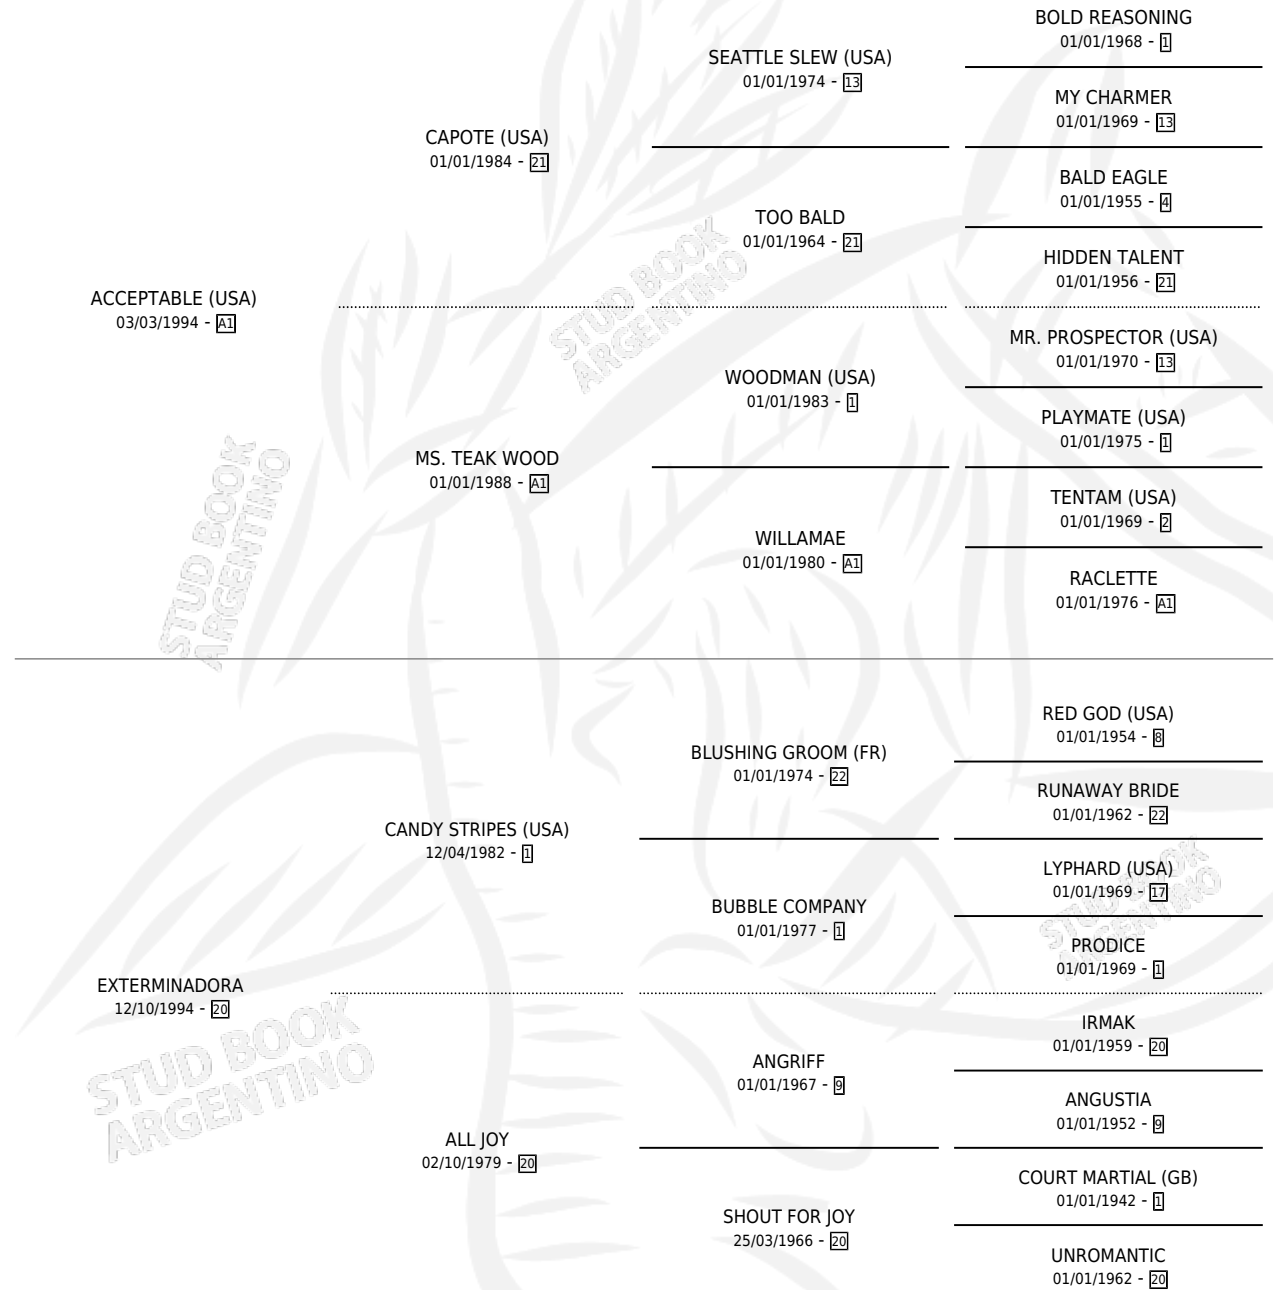 BOLD REASONING
01/01/1968 - 1
SEATTLE SLEW (USA)
01/01/1974 - 13
MY CHARMER
01/01/1969 - 13
CAPOTE (USA)
01/01/1984 - 21
BALD EAGLE
01/01/1955 - 4
TOO BALD
01/01/1964 - 21
HIDDEN TALENT
01/01/1956 - 21
ACCEPTABLE (USA)
03/03/1994 - A1
MR. PROSPECTOR (USA)
01/01/1970 - 13
WOODMAN (USA)
01/01/1983 - 1
PLAYMATE (USA)
01/01/1975 - 1
MS. TEAK WOOD
01/01/1988 - A1
TENTAM (USA)
01/01/1969 - 2
WILLAMAE
01/01/1980 - A1
RACLETTE
01/01/1976 - A1
RED GOD (USA)
01/01/1954 - 8
BLUSHING GROOM (FR)
01/01/1974 - 22
RUNAWAY BRIDE
01/01/1962 - 22
CANDY STRIPES (USA)
12/04/1982 - 1
LYPHARD (USA)
01/01/1969 - 17
BUBBLE COMPANY
01/01/1977 - 1
PRODICE
01/01/1969 - 1
EXTERMINADORA
12/10/1994 - 20
IRMAK
01/01/1959 - 20
ANGRIFF
01/01/1967 - 9
ANGUSTIA
01/01/1952 - 9
ALL JOY
02/10/1979 - 20
COURT MARTIAL (GB)
01/01/1942 - 1
SHOUT FOR JOY
25/03/1966 - 20
UNROMANTIC
01/01/1962 - 20
STUD BOOK
ARGENTINO
STUD BOOK
ARGENTINO
STUD BOOK
ARGENTINO
STUD BOOK
ARGENTINO